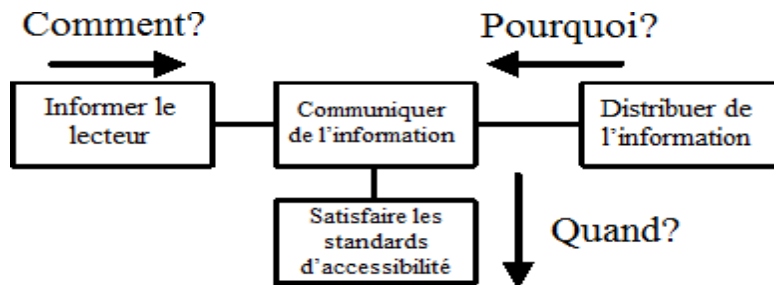 Comment?
Pourquoi?
Informer le
lecteur
Communiquer
de l'information
Distribuer de
l'information
Satisfaire les
standards
d'accessibilité
Quand?